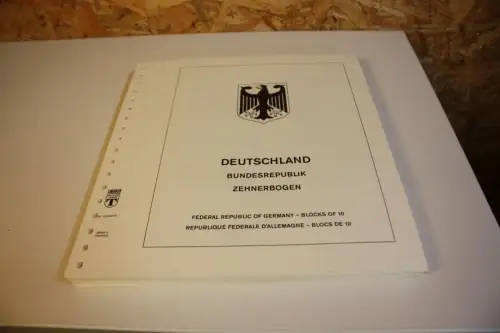 DEUTSCHLAND
BUNDESREPUBLIK
ZEHNERBOGEN
FEDERAL REPUBLIC OF GERMANY – BLOCKS OF 10
REPUBLIQUE FEDERALE D'ALLEMAGNE – BLOCS DE 10